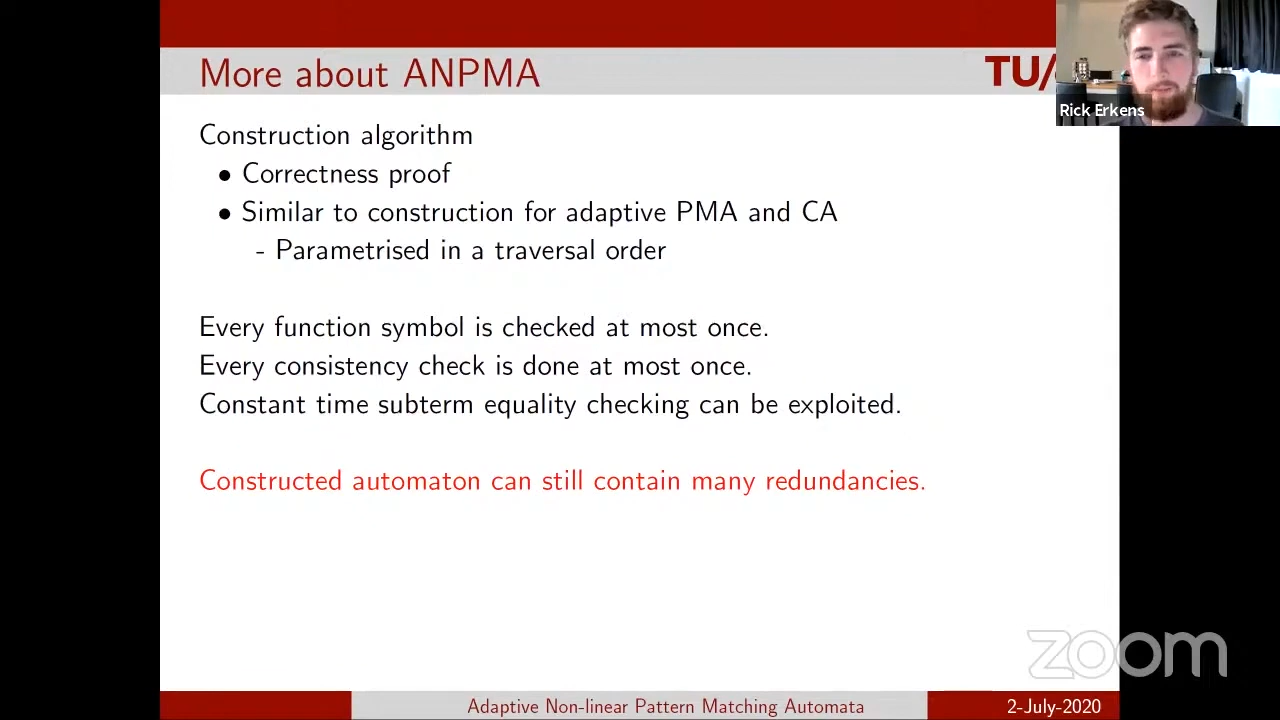 More about ANPMA
TU/
Rick Erkens
Construction algorithm
• Correctness proof
• Similar to construction for adaptive PMA and CA
- Parametrised in a traversal order
Every function symbol is checked at most once.
Every consistency check is done at most once.
Constant time subterm equality checking can be exploited.
Constructed automaton can still contain many redundancies.
zoom
Adaptive Non-linear Pattern Matching Automata
2-July-2020